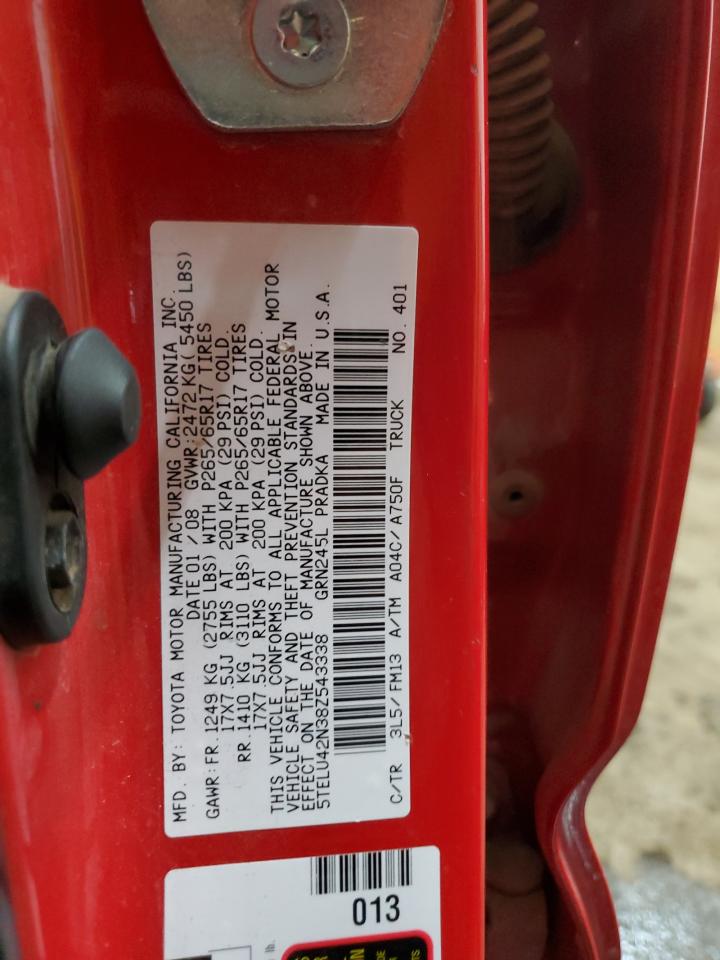 MFD. BY: TOYOTA MOTOR MANUFACTURING CALIFORNIA INC.
DATE 01 / 08 GVWR: 2472 KG( 5450 LBS)
GAWR: FR. 1249 KG (2755 LBS) WITH P265/65R17 TIRES
17X7.5JJ RIMS AT 200 KPA (29 PSI) COLD.
RR. 1410 KG (3110 LBS) WITH P265/65R17 TIRES
17X7.5JJ RIMS AT 200 KPA (29 PSI) COLD.
THIS VEHICLE CONFORMS TO ALL APPLICABLE FEDERAL MOTOR
VEHICLE SAFETY AND THEFT PREVENTION STANDARDS IN
EFFECT ON THE DATE OF MANUFACTURE SHOWN ABOVE.
5TELU42N38Z543338 GRN245L PRADKA MADE IN U.S.A.
C/TR 3L5/FM13 A/TM A04C/A750F TRUCK NO. 401
013
lb.